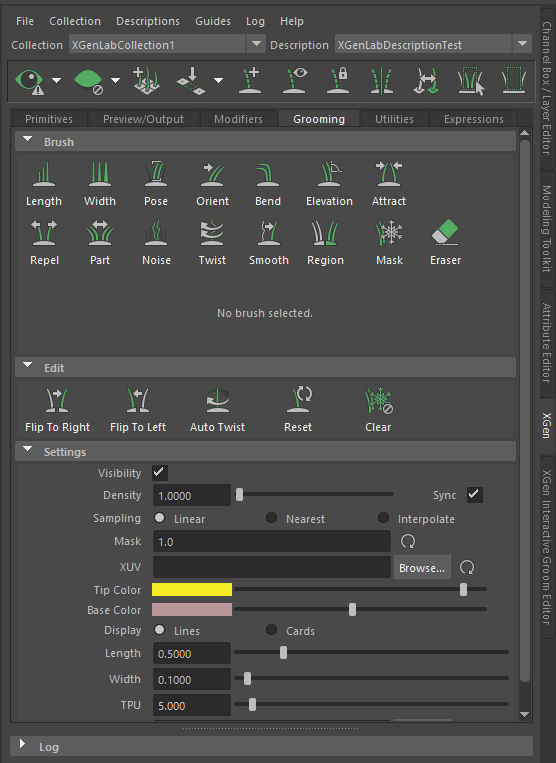 File Collection Descriptions Guides Log Help
Collection XGenLabCollection1 Description XGenLabDescriptionTest
Primitives Preview/Output Modifiers Grooming Utilities Expressions
Brush
Length Width Pose Orient Bend Elevation Attract
Repel Part Noise Twist Smooth Region Mask Eraser
No brush selected.
Edit
Flip To Right Flip To Left Auto Twist Reset Clear
Settings
Visibility
Density 1.0000 Sync
Sampling Linear Nearest Interpolate
Mask 1.0
XUV Browse...
Tip Color
Base Color
Display Lines Cards
Length 0.5000
Width 0.1000
TPU 5.000
Log
Channel Box / Layer Editor
Modeling Toolkit
Attribute Editor
XGen
XGen Interactive Groom Editor